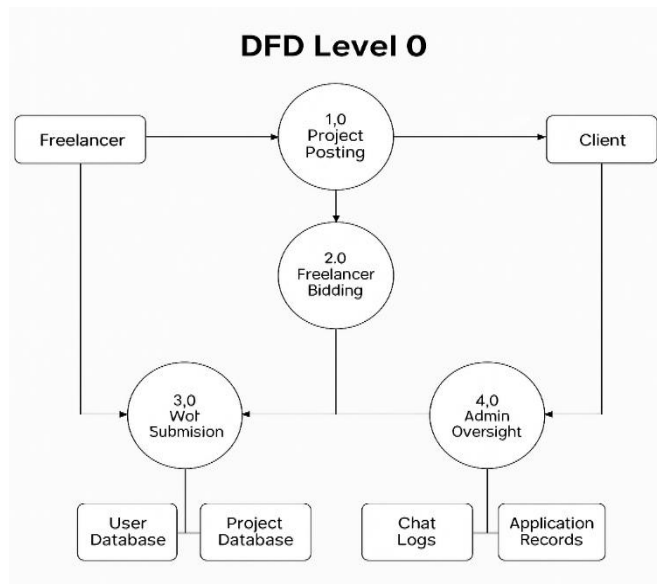 DFD Level 0
1,0
Project
Posting
Freelancer
Client
2.0
Freelancer
Bidding
3,0
Wot
Submision
4,0
Admin
Oversight
User
Database
Project
Database
Chat
Logs
Application
Records